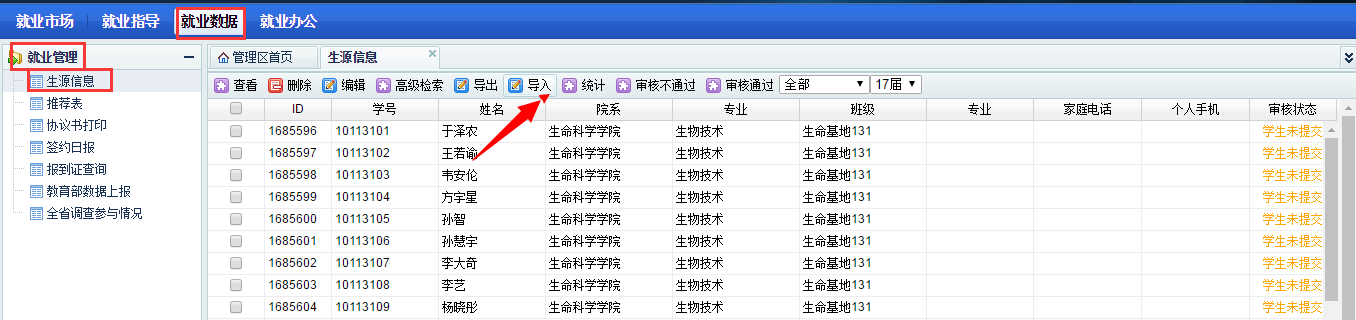 就业市场 就业指导 就业数据 就业办公
就业管理
生源信息
推荐表
协议书打印
签约日报
报到证查询
教育部数据上报
全省调查参与情况
管理区首页 生源信息
查看 删除 编辑 高级检索 导出 导入 统计 审核不通过 审核通过 全部 17届
ID 学号 姓名 院系 专业 班级 专业 家庭电话 个人手机 审核状态
1685596 10113101 于泽农 生命科学学院 生物技术 生命基地131 学生未提交
1685597 10113102 王若谕 生命科学学院 生物技术 生命基地131 学生未提交
1685598 10113103 韦安伦 生命科学学院 生物技术 生命基地131 学生未提交
1685599 10113104 方宇星 生命科学学院 生物技术 生命基地131 学生未提交
1685600 10113105 孙智 生命科学学院 生物技术 生命基地131 学生未提交
1685601 10113106 孙慧宇 生命科学学院 生物技术 生命基地131 学生未提交
1685602 10113107 李大奇 生命科学学院 生物技术 生命基地131 学生未提交
1685603 10113108 李艺 生命科学学院 生物技术 生命基地131 学生未提交
1685604 10113109 杨晓彤 生命科学学院 生物技术 生命基地131 学生未提交